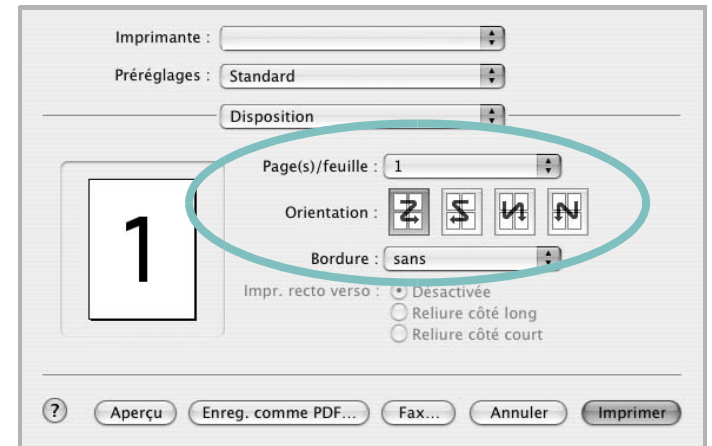 Imprimante :
Préréglages : Standard
Disposition
Page(s)/feuille : 1
Orientation :
1
Bordure : sans
Impr. recto verso : Désactivée
Reliure côté long
Reliure côté court
? Aperçu Enreg. comme PDF... Fax... Annuler Imprimer